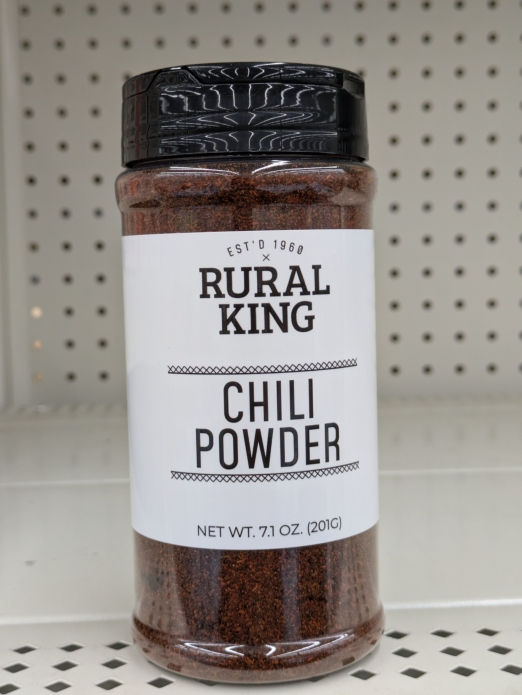 EST'D 1960
×
RURAL
KING
CHILI
POWDER
NET WT. 7.1 OZ. (201G)